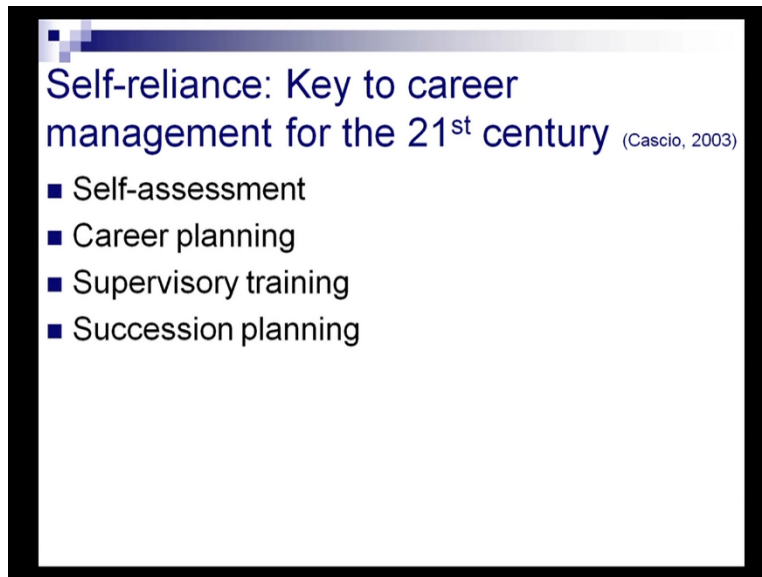 Self-reliance: Key to career
management for the 21st century (Cascio, 2003)
Self-assessment
Career planning
Supervisory training
Succession planning